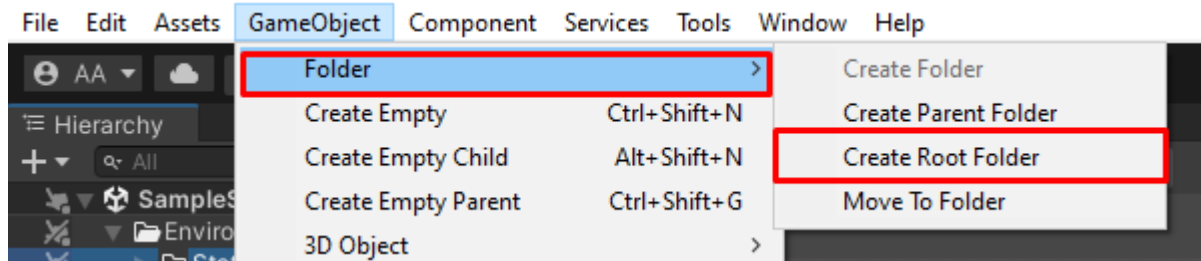 File Edit Assets GameObject Component Services Tools Window Help
AA
Folder
Create Folder
Hierarchy
Create Empty Ctrl+Shift+N
Create Parent Folder
All
Create Empty Child Alt+Shift+N
Create Root Folder
SampleS
Create Empty Parent Ctrl+Shift+G
Move To Folder
Enviro
3D Object